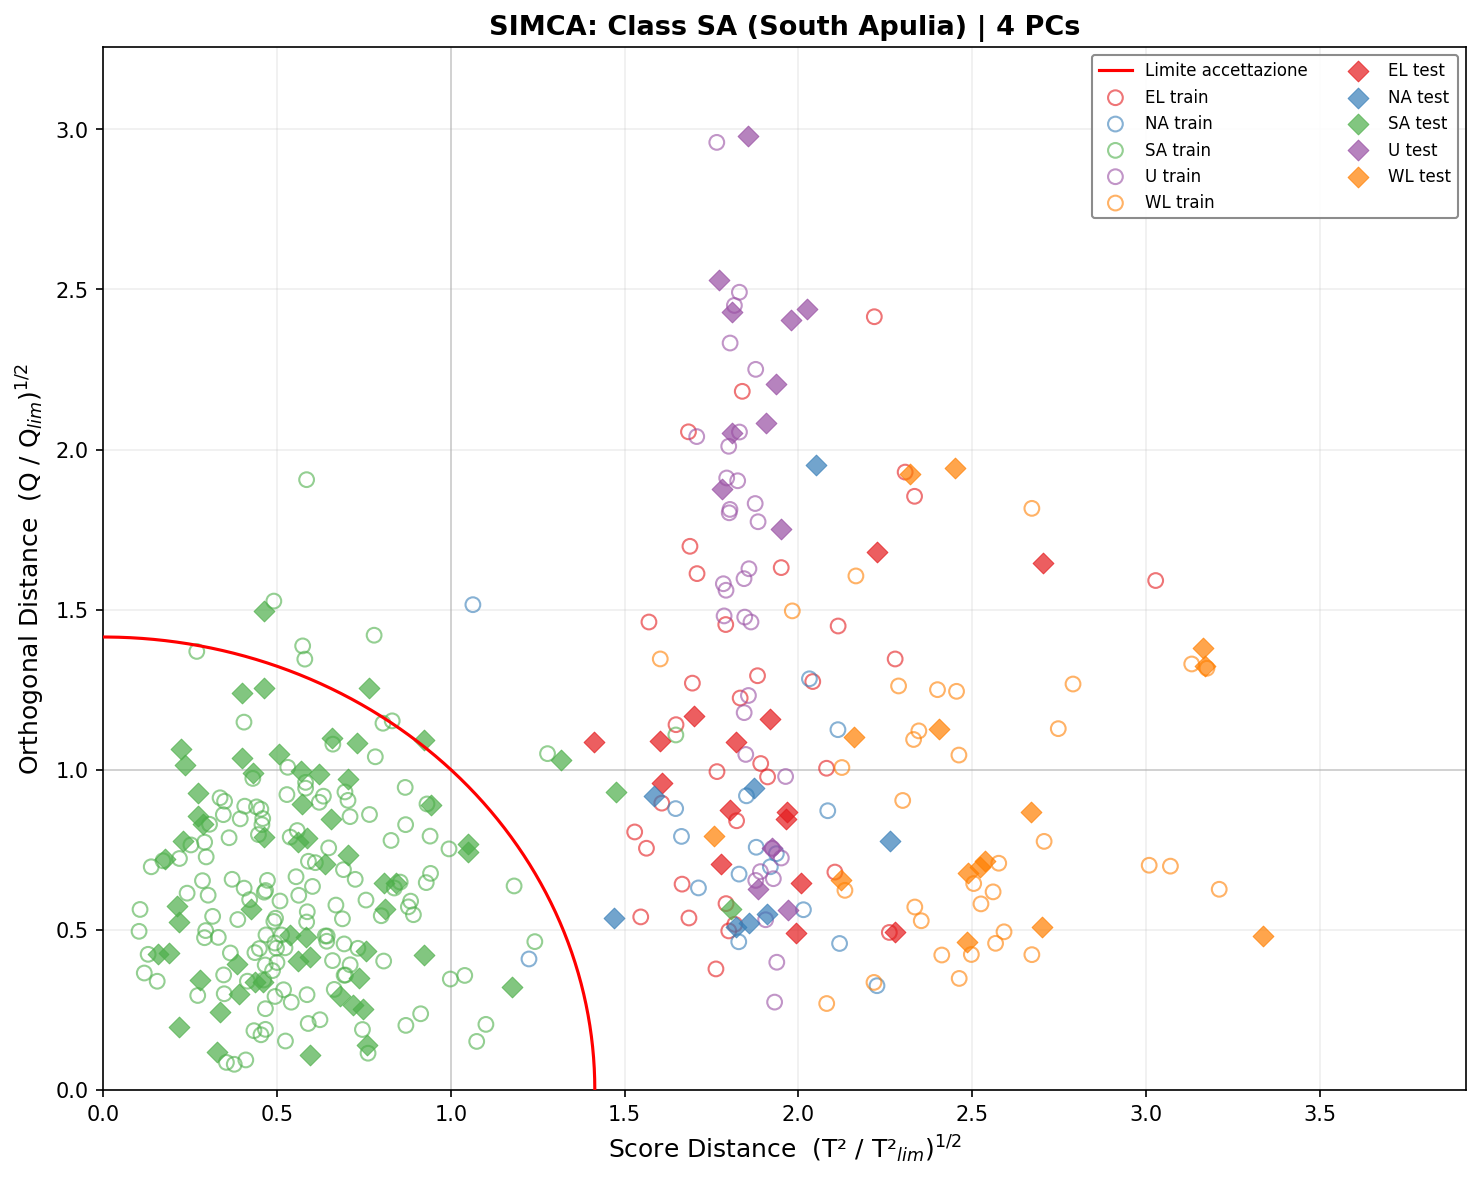 SIMCA: Class SA (South Apulia) | 4 PCs
Limite accettazione
EL train
NA train
SA train
U train
WL train
EL test
NA test
SA test
U test
WL test
Orthogonal Distance (Q / Q_lim)^1/2
3.0
2.5
2.0
1.5
1.0
0.5
0.0
0.0 0.5 1.0 1.5 2.0 2.5 3.0 3.5
Score Distance (T² / T²_lim)^1/2